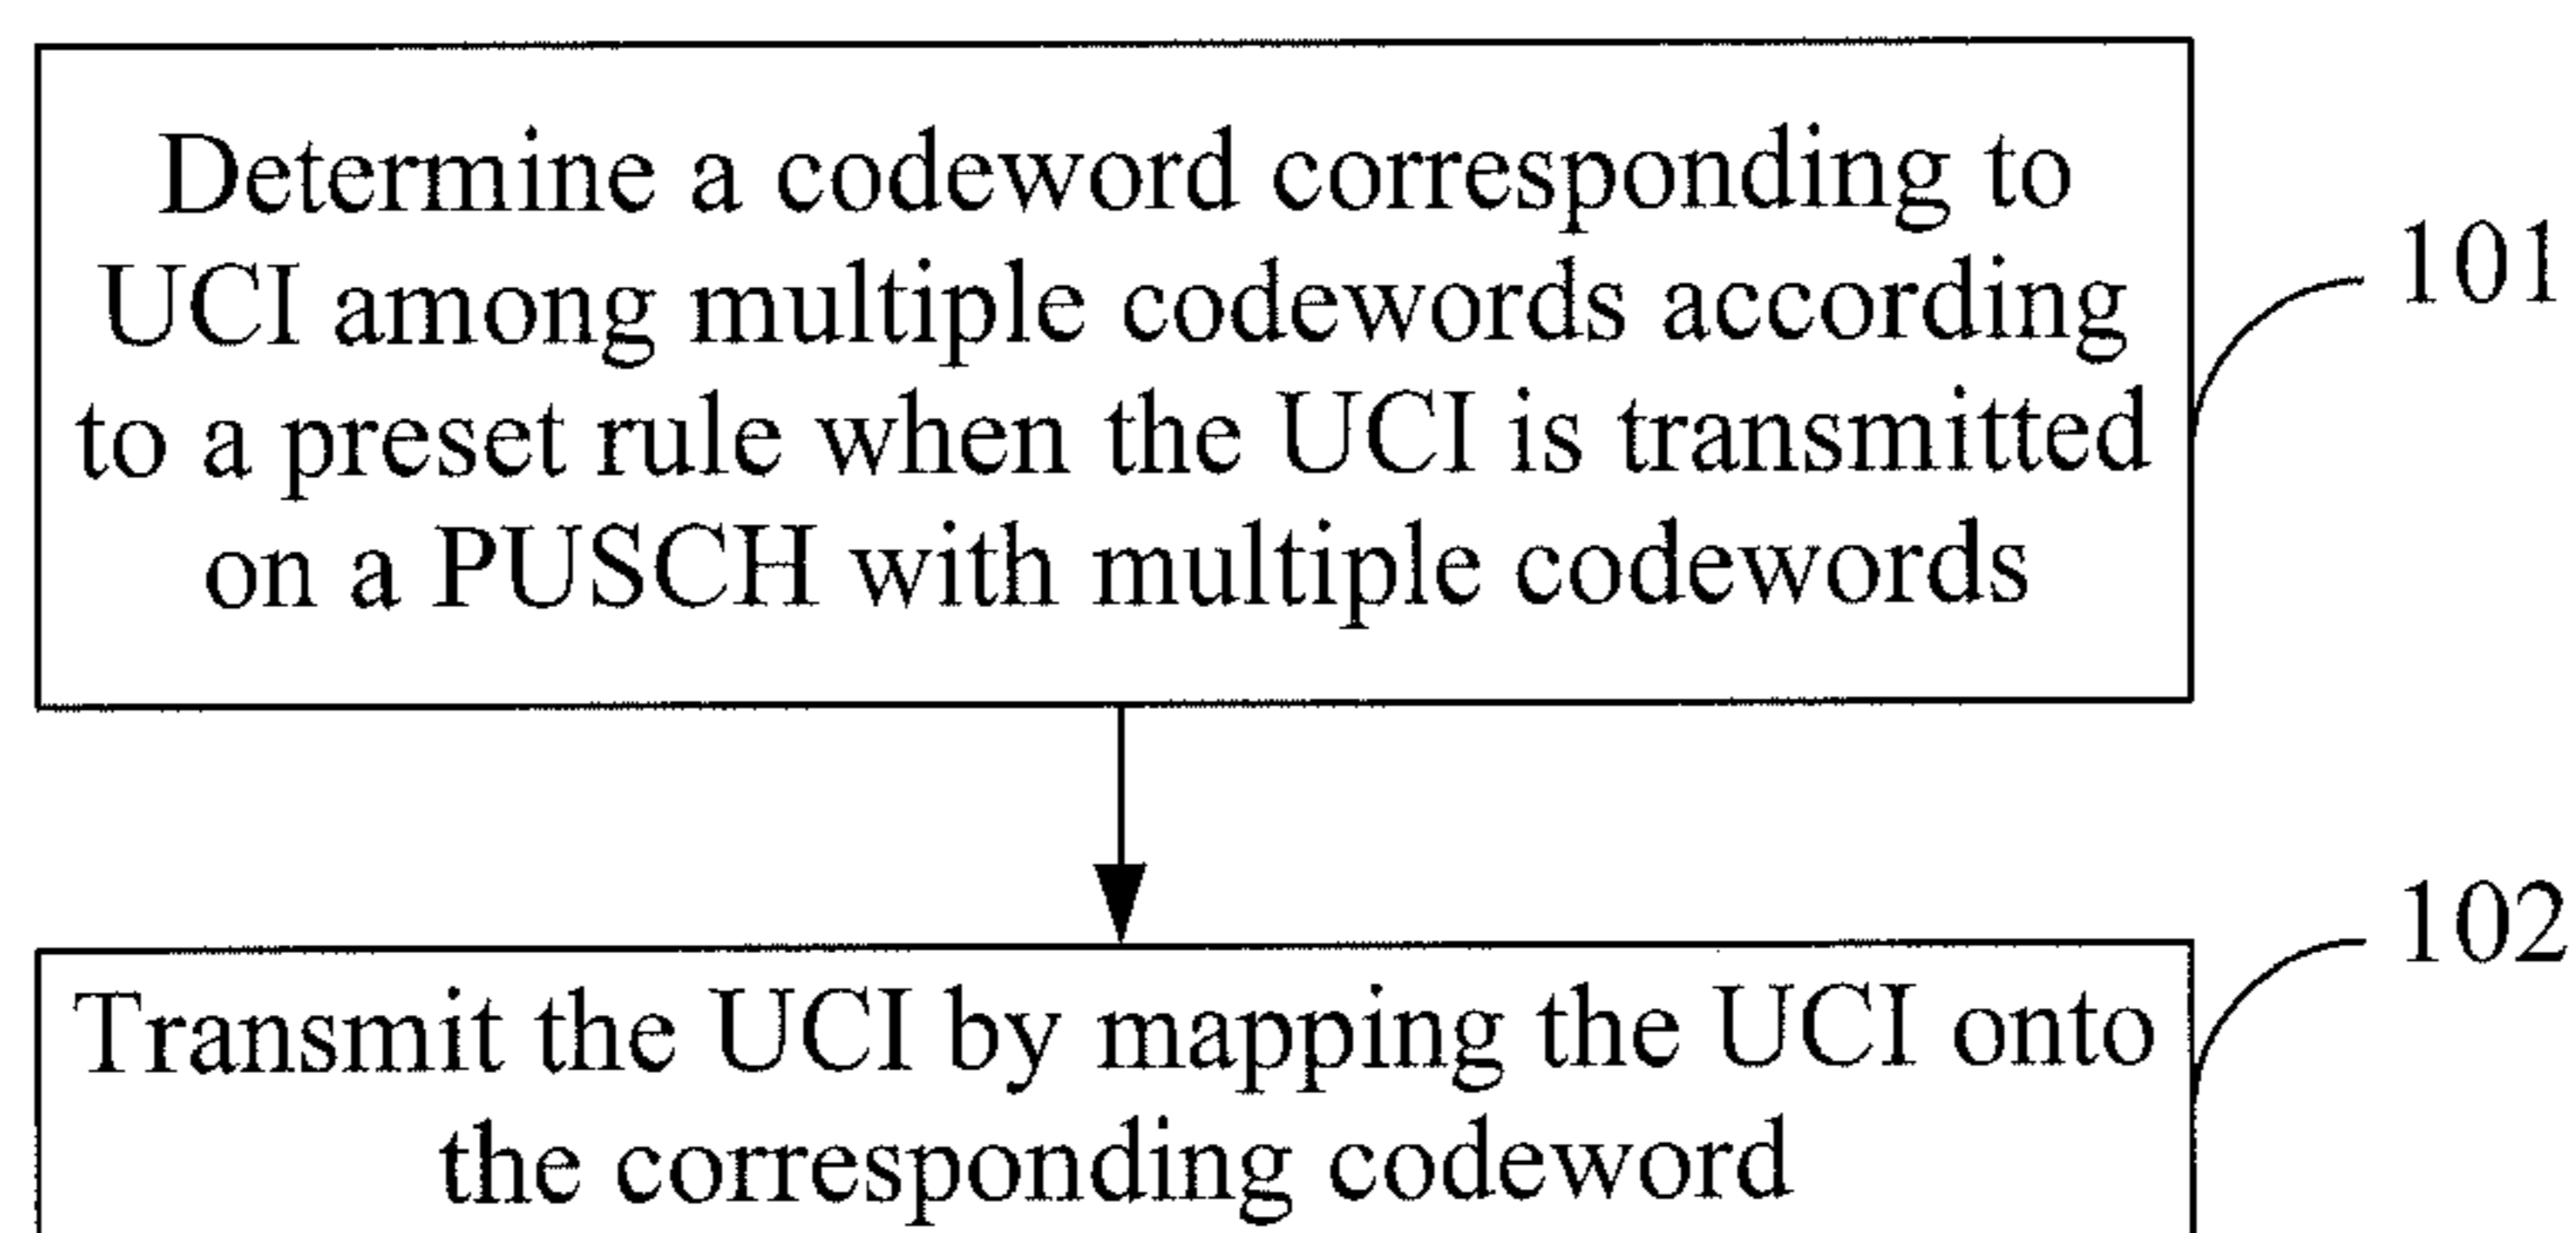 Determine a codeword corresponding to
UCI among multiple codewords according
to a preset rule when the UCI is transmitted
on a PUSCH with multiple codewords
101
102
Transmit the UCI by mapping the UCI onto
the corresponding codeword